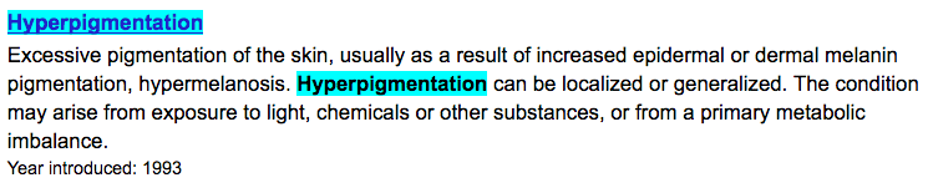 Hyperpigmentation
Excessive pigmentation of the skin, usually as a result of increased epidermal or dermal melanin
pigmentation, hypermelanosis. Hyperpigmentation can be localized or generalized. The condition
may arise from exposure to light, chemicals or other substances, or from a primary metabolic
imbalance.
Year introduced: 1993